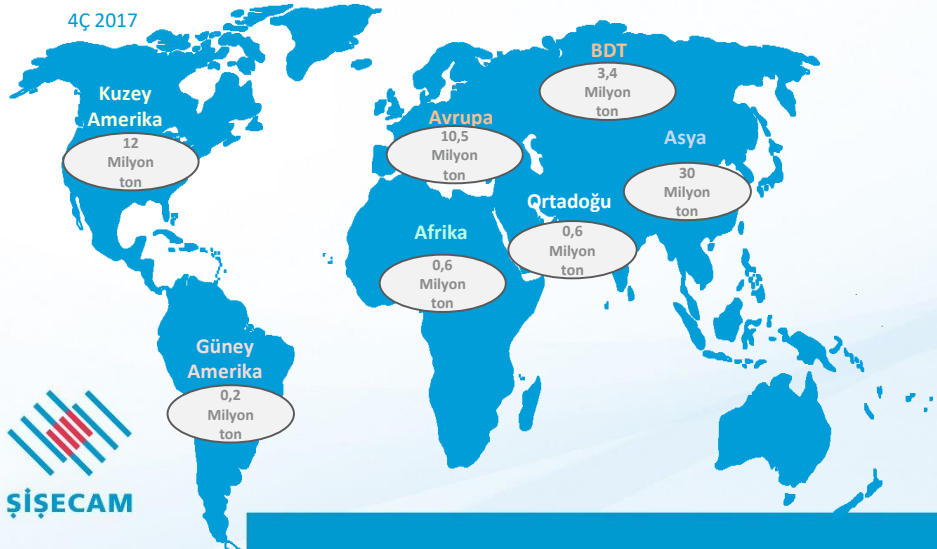 4Ç 2017
Kuzey
Amerika
12
Milyon
ton
Avrupa
10,5
Milyon
ton
BDT
3,4
Milyon
ton
Asya
30
Milyon
ton
Ortadoğu
0,6
Milyon
ton
Afrika
0,6
Milyon
ton
Güney
Amerika
0,2
Milyon
ton
ŞİŞECAM